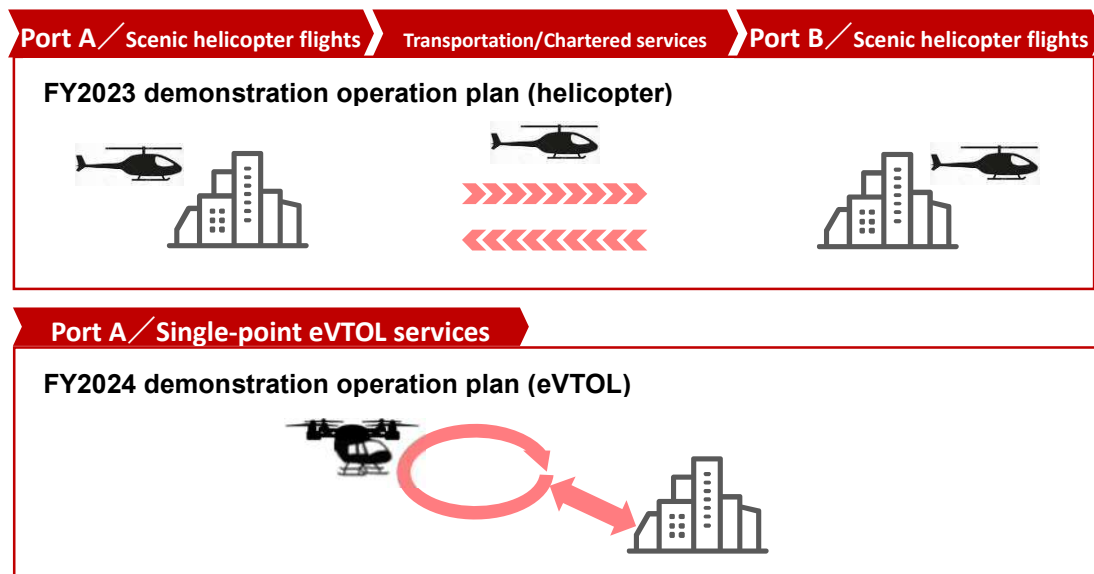 Port A／Scenic helicopter flights
Transportation/Chartered services
Port B／Scenic helicopter flights
FY2023 demonstration operation plan (helicopter)
Port A／Single-point eVTOL services
FY2024 demonstration operation plan (eVTOL)